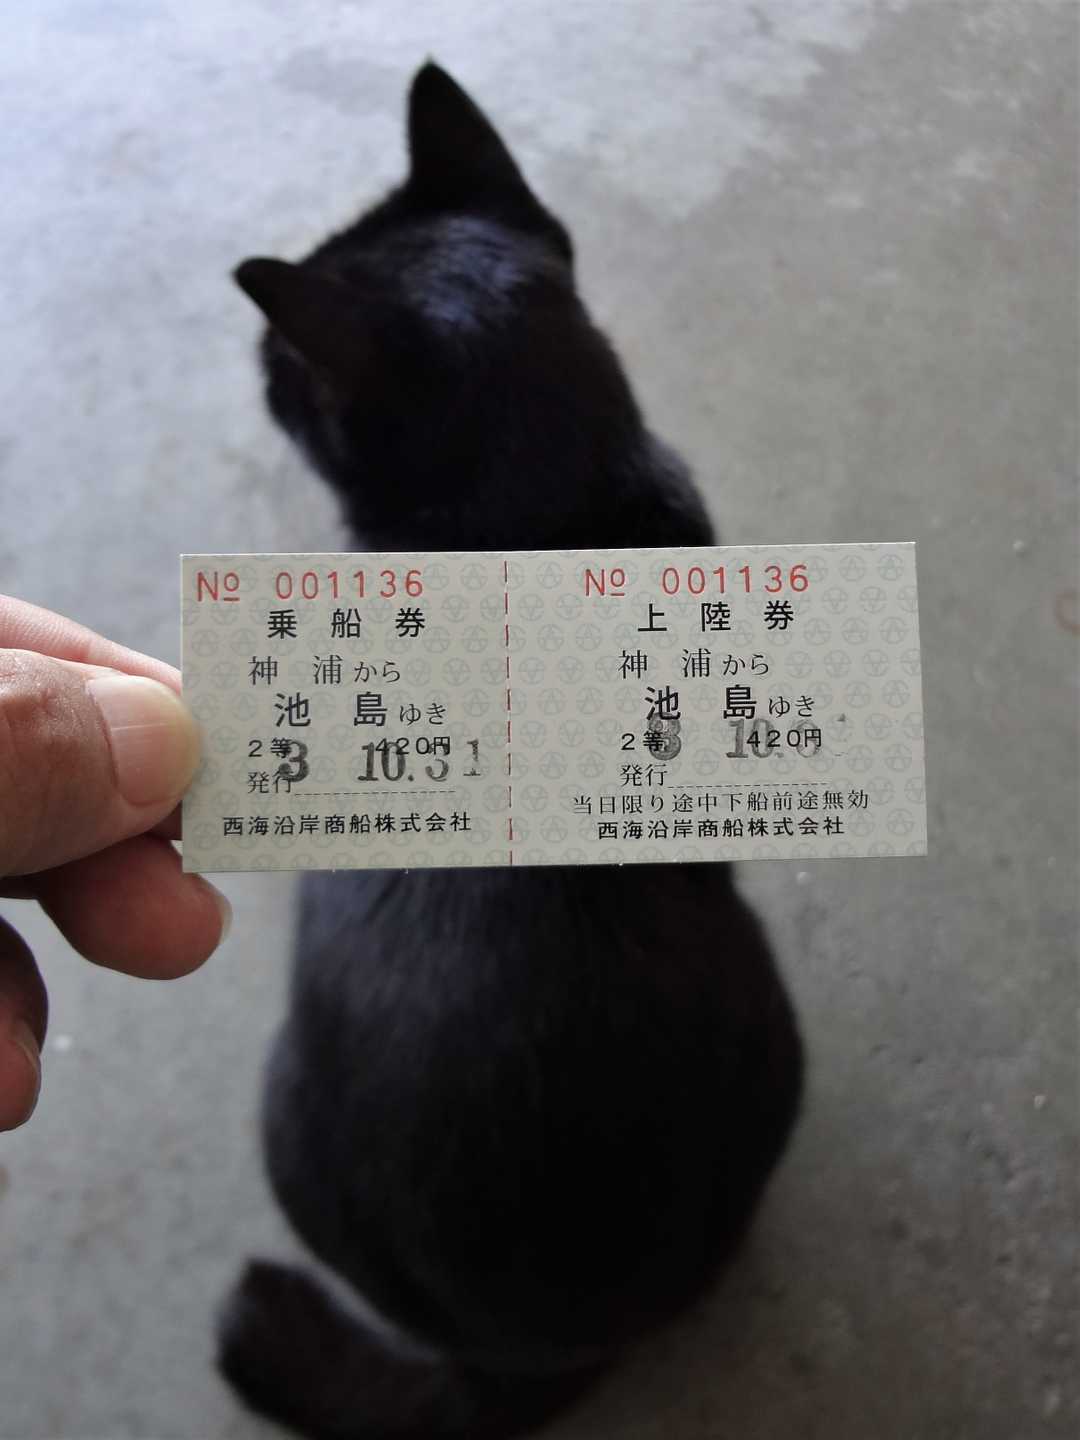 № 001136
乗船券
神浦から
池島ゆき
2等 420円
3 10.31
発行
西海沿岸商船株式会社
№ 001136
上陸券
神浦から
池島ゆき
2等 420円
3 10.31
発行
当日限り途中下船前途無効
西海沿岸商船株式会社